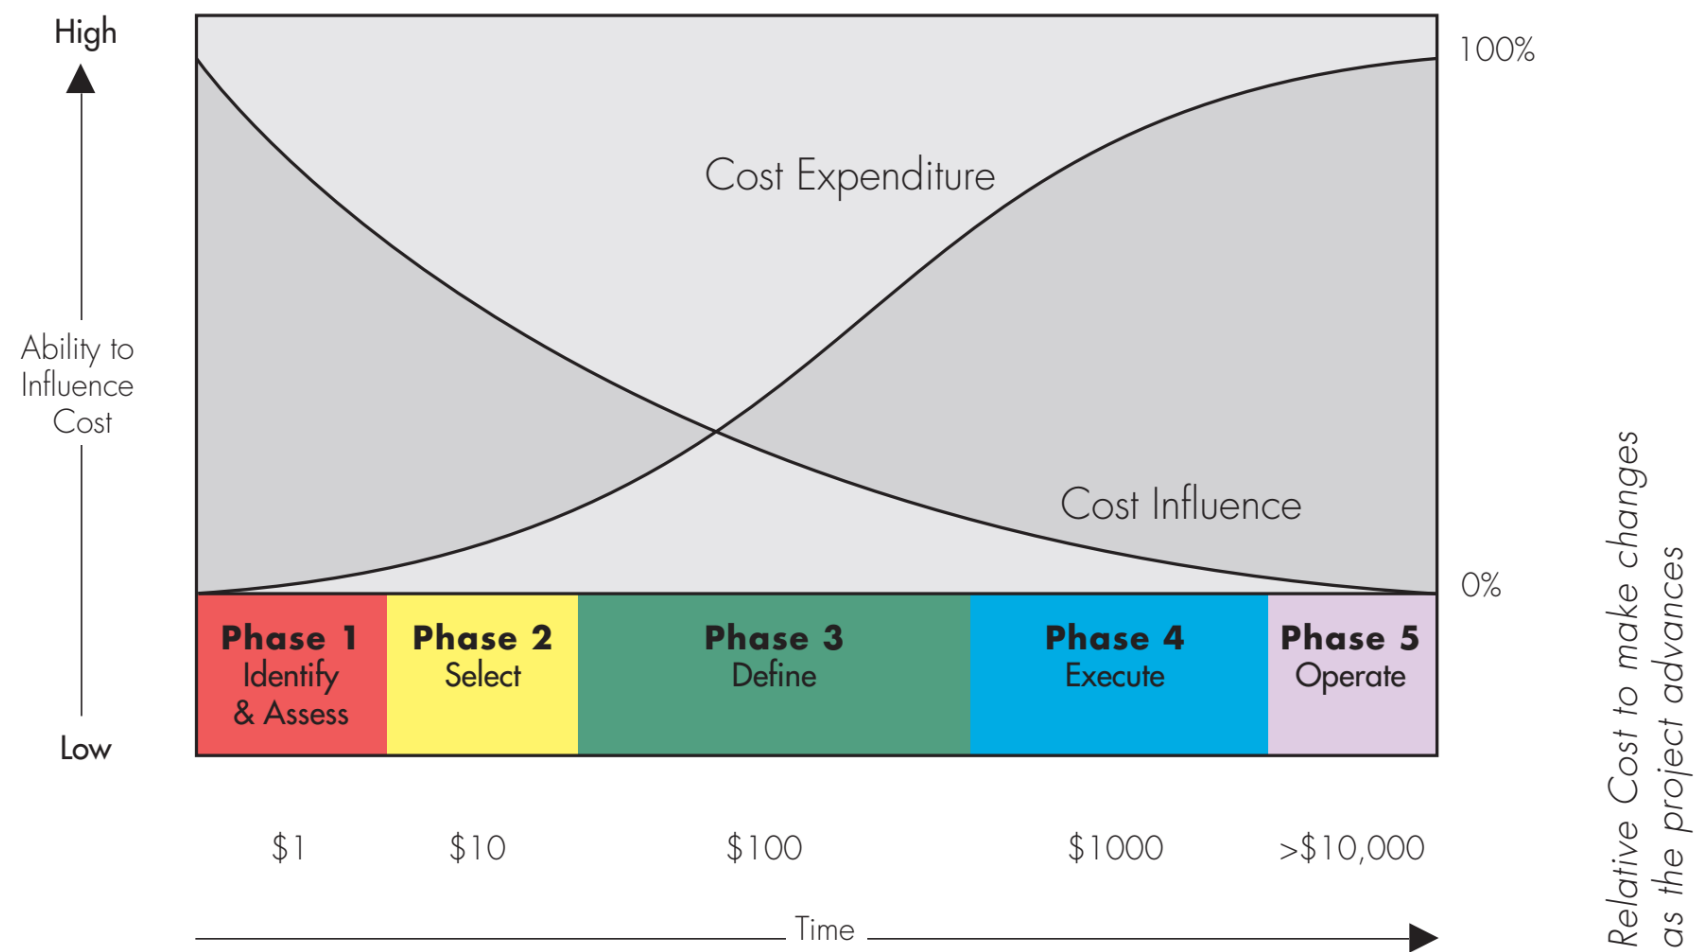 High
100%
Cost Expenditure
Ability to
Influence
Cost
Cost Influence
0%
Low
Phase 1
Identify
& Assess
Phase 2
Select
Phase 3
Define
Phase 4
Execute
Phase 5
Operate
$1
$10
$100
$1000
>$10,000
Time
Relative Cost to make changes
as the project advances